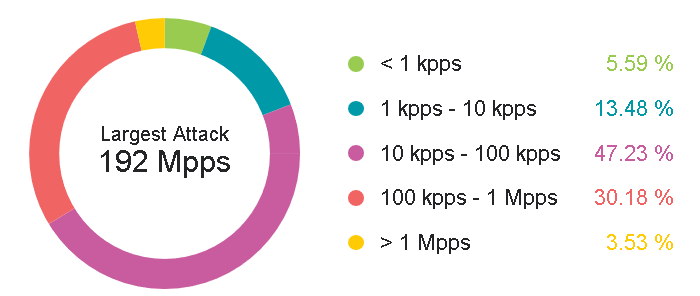 Largest Attack
192 Mpps
< 1 kpps 5.59 %
1 kpps - 10 kpps 13.48 %
10 kpps - 100 kpps 47.23 %
100 kpps - 1 Mpps 30.18 %
> 1 Mpps 3.53 %